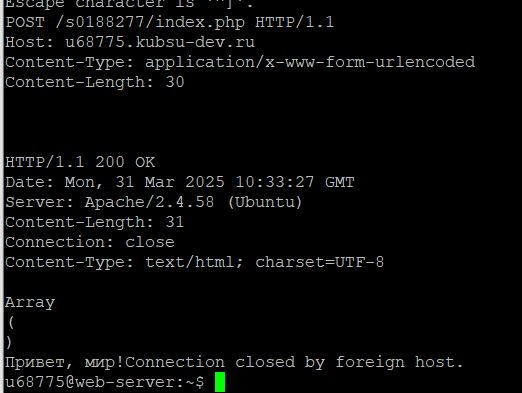 Escape character is '^]'.
POST /s0188277/index.php HTTP/1.1
Host: u68775.kubsu-dev.ru
Content-Type: application/x-www-form-urlencoded
Content-Length: 30
HTTP/1.1 200 OK
Date: Mon, 31 Mar 2025 10:33:27 GMT
Server: Apache/2.4.58 (Ubuntu)
Content-Length: 31
Connection: close
Content-Type: text/html; charset=UTF-8
Array
(
)
Привет, мир!Connection closed by foreign host.
u68775@web-server:~$